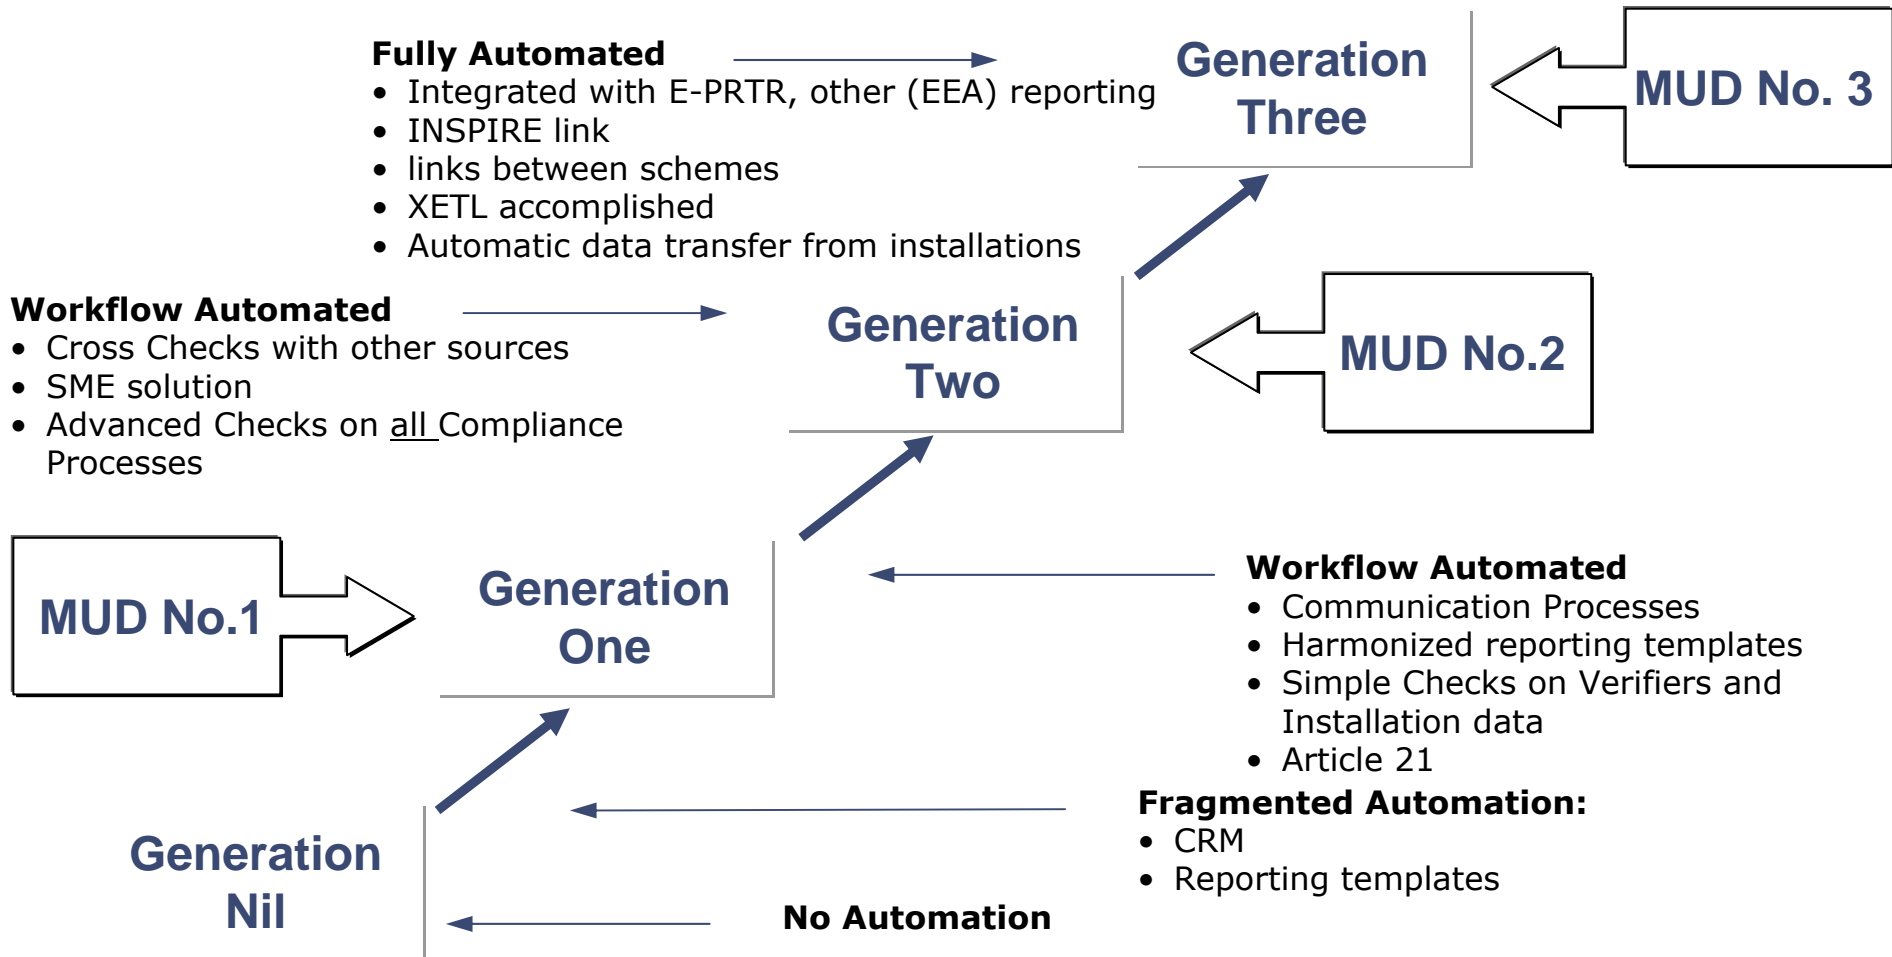 Fully Automated
• Integrated with E-PRTR, other (EEA) reporting
• INSPIRE link
• links between schemes
• XETL accomplished
• Automatic data transfer from installations
Generation
Three
MUD No. 3
Workflow Automated
• Cross Checks with other sources
• SME solution
• Advanced Checks on all Compliance
Processes
Generation
Two
MUD No.2
MUD No.1
Generation
One
Workflow Automated
• Communication Processes
• Harmonized reporting templates
• Simple Checks on Verifiers and
Installation data
• Article 21
Fragmented Automation:
• CRM
• Reporting templates
Generation
Nil
No Automation